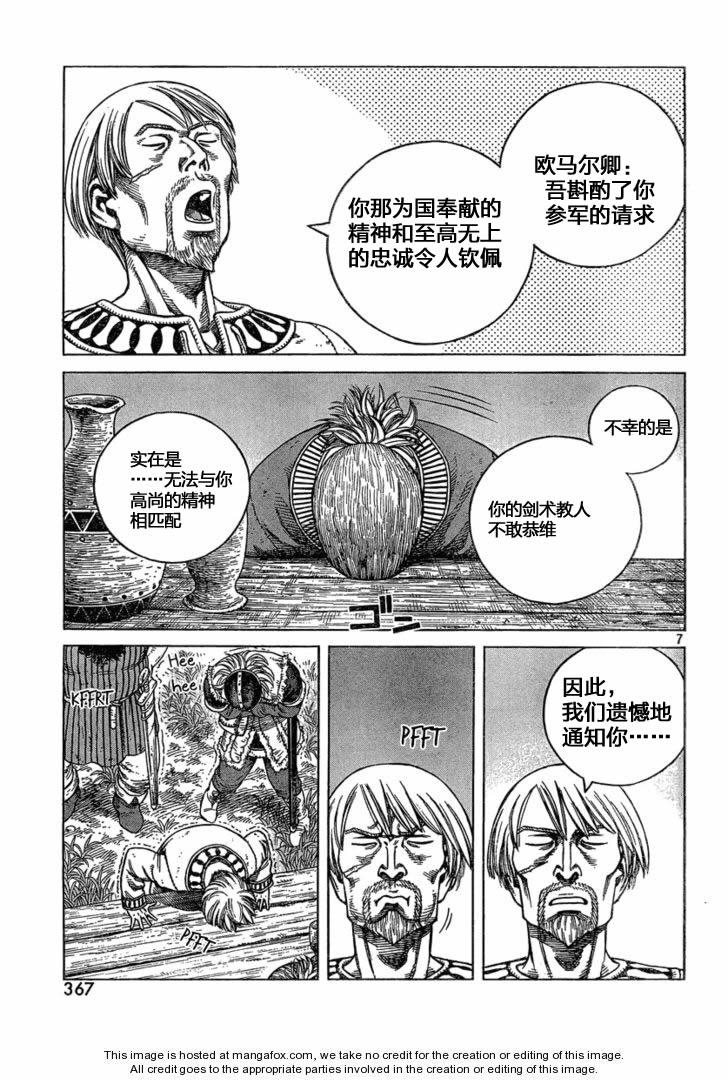 欧马尔卿：
吾斟酌了你
参军的请求
你那为国奉献的
精神和至高无上
的忠诚令人钦佩
不幸的是
你的剑术教人
不敢恭维
实在是
……无法与你
高尚的精神
相匹配
ゴン
7
因此，
我们遗憾地
通知你……
PFFT
Hee
hee
KFFRT
PFFT
367
This image is hosted at mangafox.com, we take no credit for the creation or editing of this image.
All credit goes to the appropriate parties involved in the creation or editing of this image.